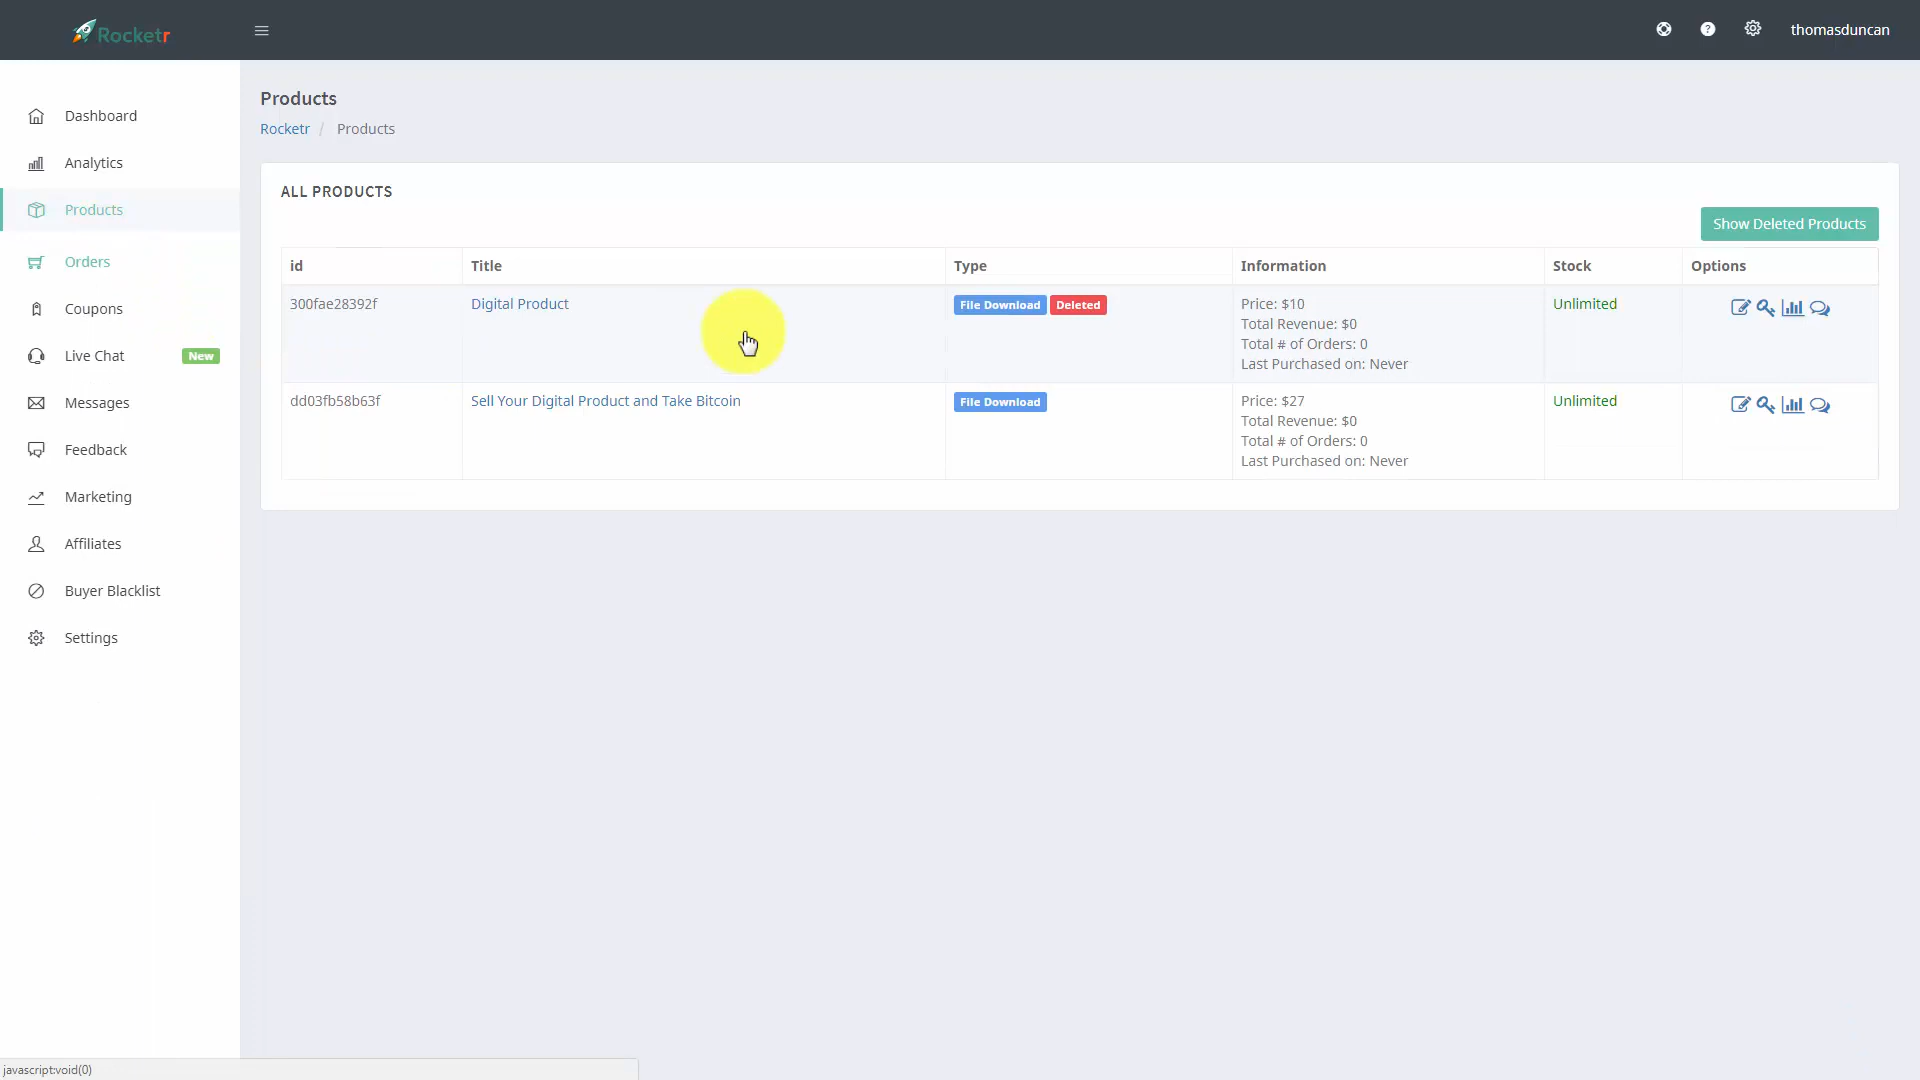 Rocketr
thomasduncan
Dashboard
Analytics
Products
Orders
Coupons
Live Chat New
Messages
Feedback
Marketing
Affiliates
Buyer Blacklist
Settings
Products
Rocketr / Products
ALL PRODUCTS
Show Deleted Products
id Title Type Information Stock Options
300fae28392f Digital Product File Download Deleted Price: $10 Unlimited
Total Revenue: $0
Total # of Orders: 0
Last Purchased on: Never
dd03fb58b63f Sell Your Digital Product and Take Bitcoin File Download Price: $27 Unlimited
Total Revenue: $0
Total # of Orders: 0
Last Purchased on: Never
javascript:void(0)